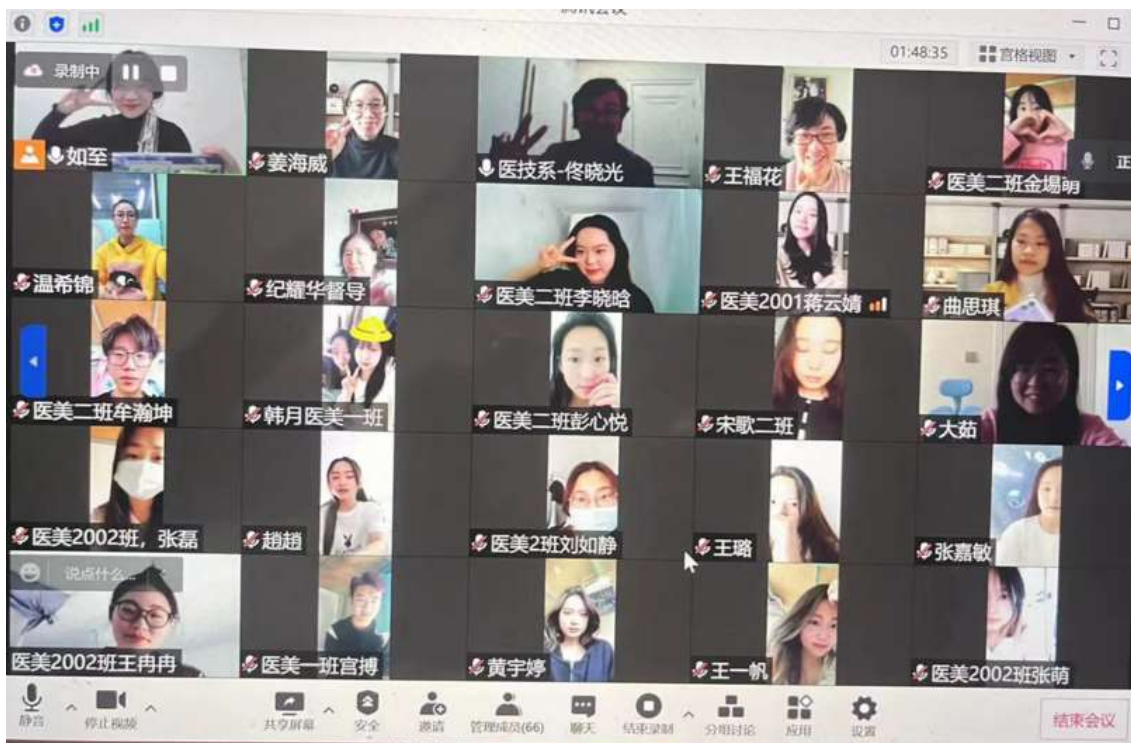 腾讯会议
01:48:35
宫格视图
录制中
如至
姜海威
医技系-佟晓光
王福花
医美二班金場萌
正
温希锦
纪耀华督导
医美二班李晓晗
医美2001蒋云婧
曲思琪
医美二班牟瀚坤
韩月医美一班
医美二班彭心悦
宋歌二班
大茹
医美2002班，张磊
趙趙
医美2班刘如静
王璐
张嘉敏
说点什么...
医美2002班王冉冉
医美一班宫搏
黄宇婷
王一帆
医美2002班张萌
静音
停止视频
共享屏幕
安全
邀请
管理成员(66)
聊天
结束录制
分组讨论
应用
设置
结束会议